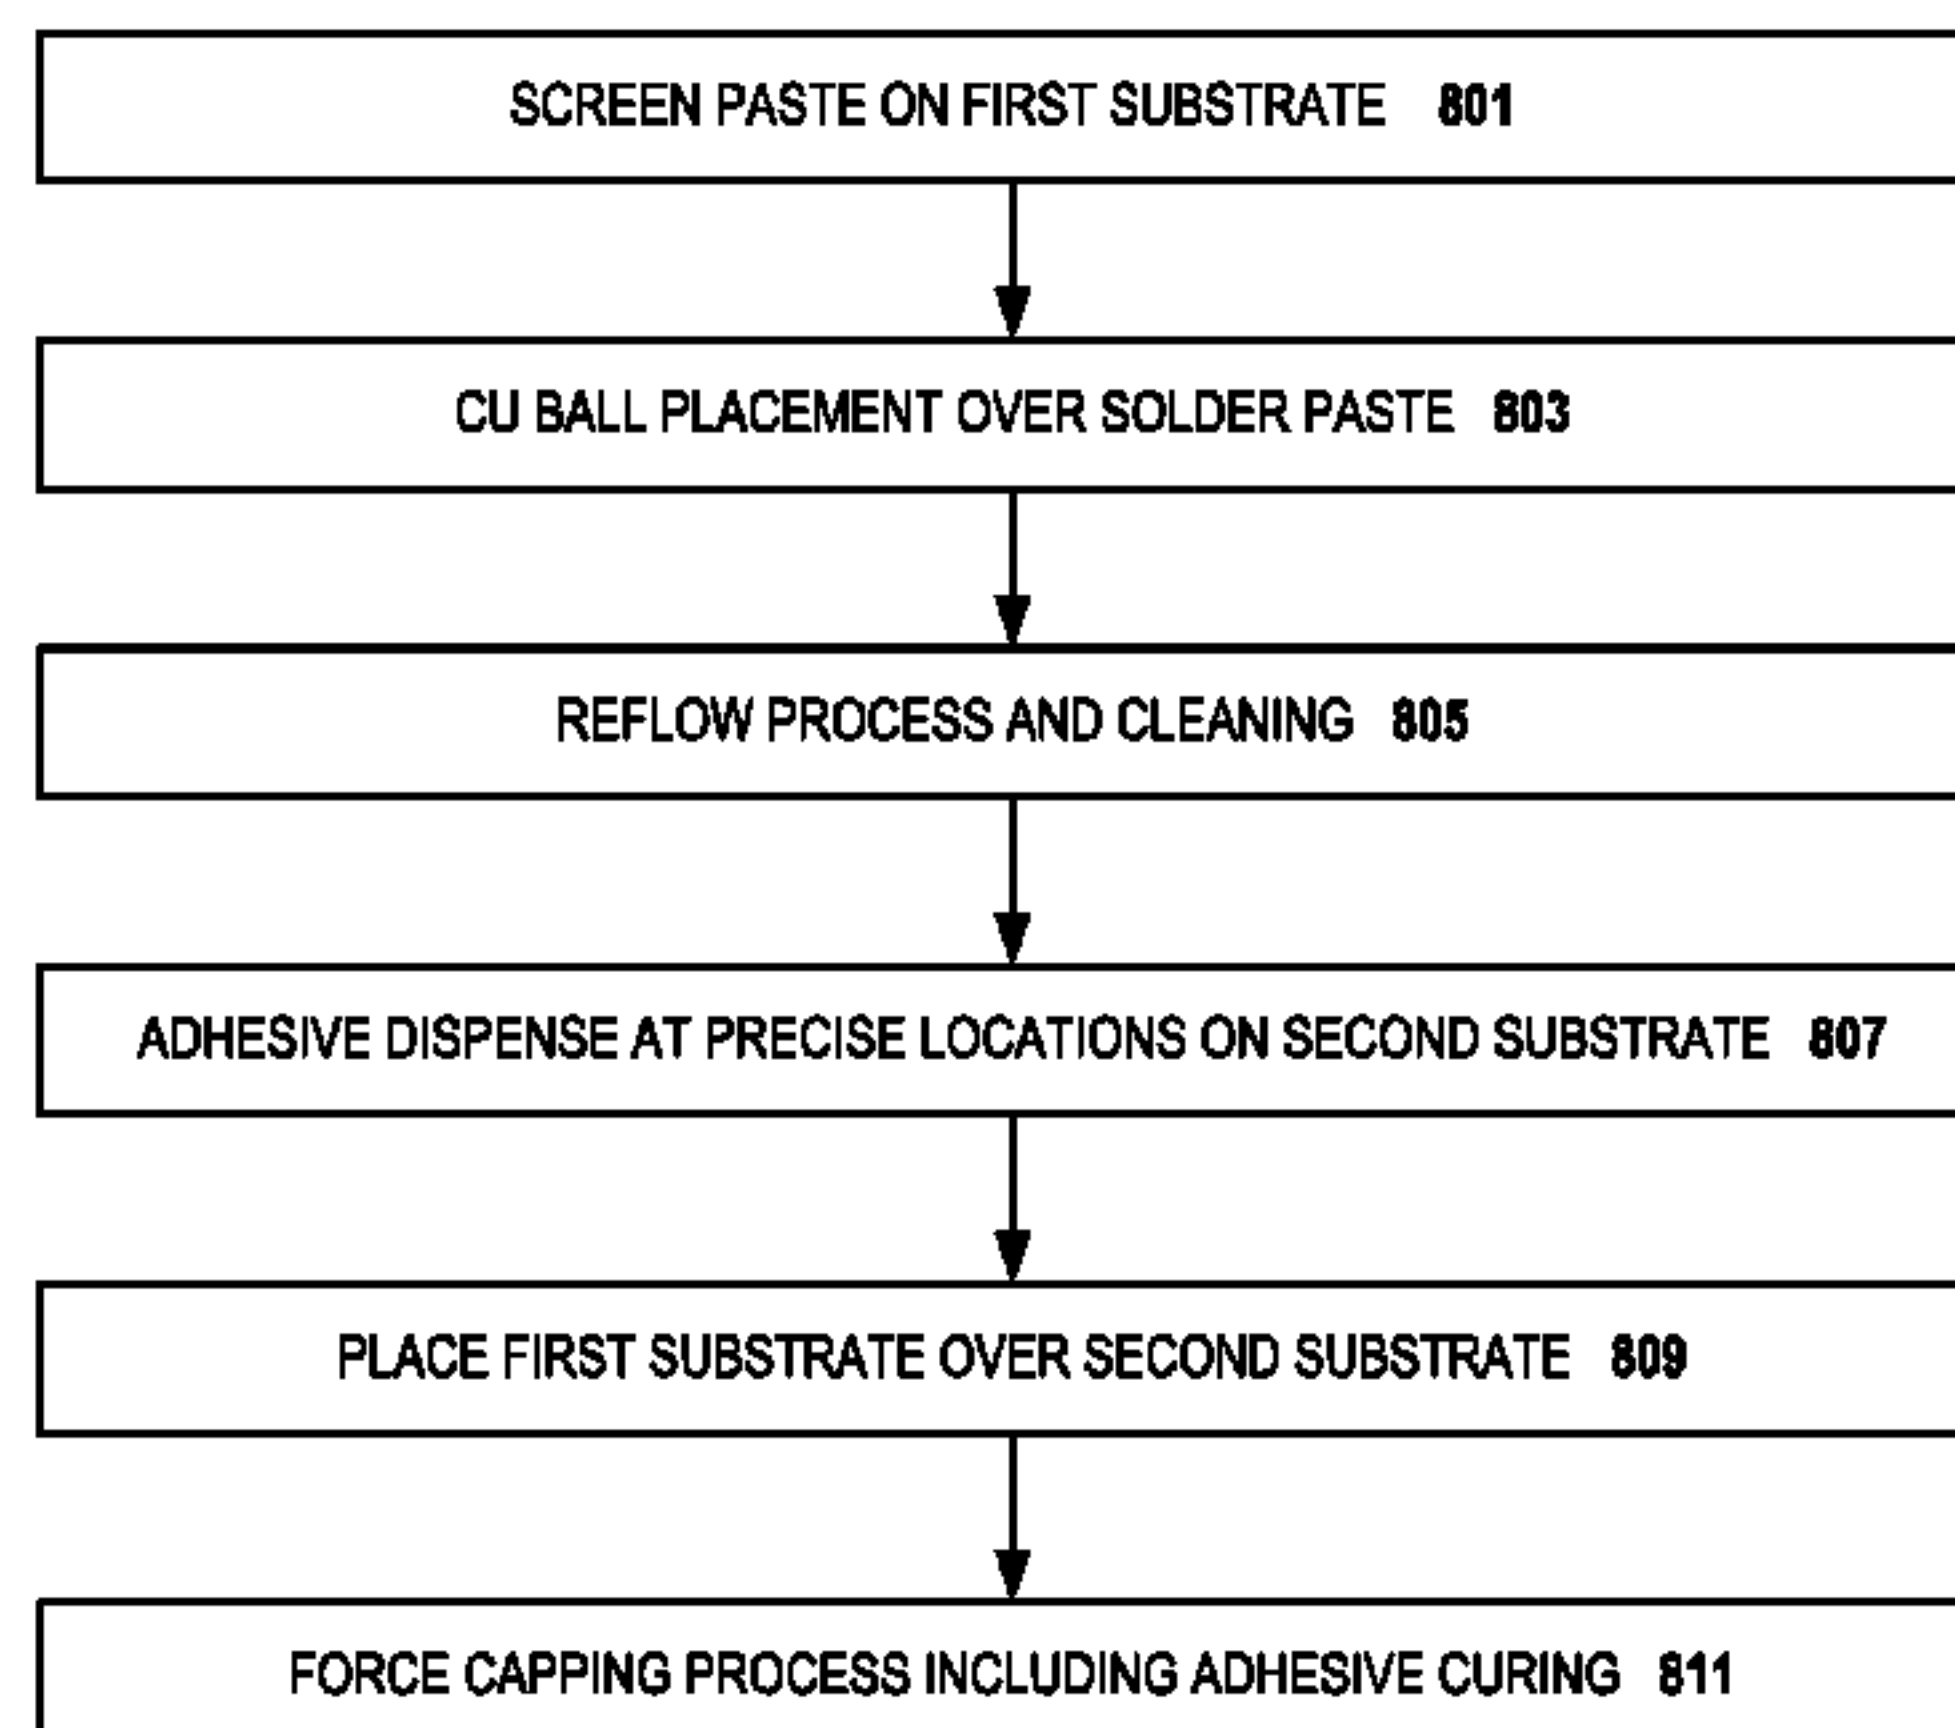 SCREEN PASTE ON FIRST SUBSTRATE 801
CU BALL PLACEMENT OVER SOLDER PASTE 803
REFLOW PROCESS AND CLEANING 805
ADHESIVE DISPENSE AT PRECISE LOCATIONS ON SECOND SUBSTRATE 807
PLACE FIRST SUBSTRATE OVER SECOND SUBSTRATE 809
FORCE CAPPING PROCESS INCLUDING ADHESIVE CURING 811